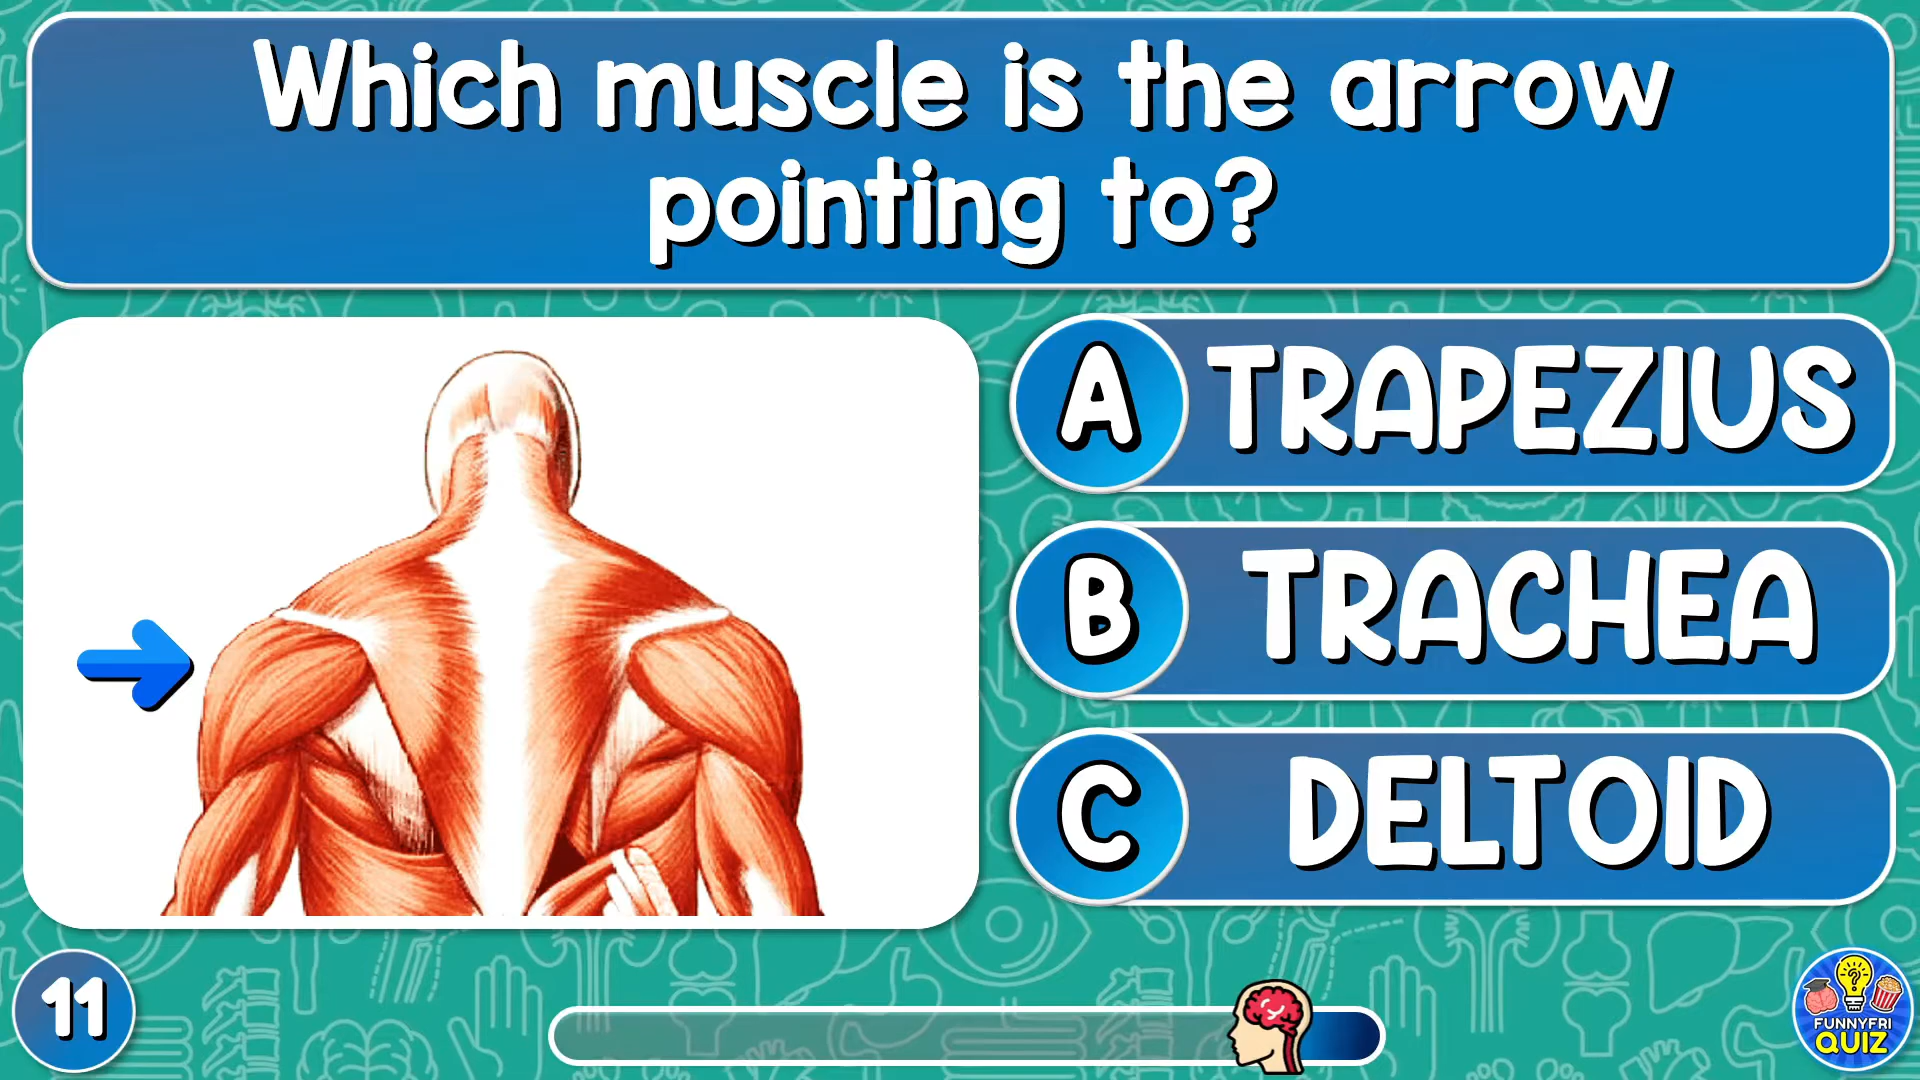 Which muscle is the arrow
pointing to?
A TRAPEZIUS
B TRACHEA
C DELTOID
11
?
FUNNYFRI
QUIZ